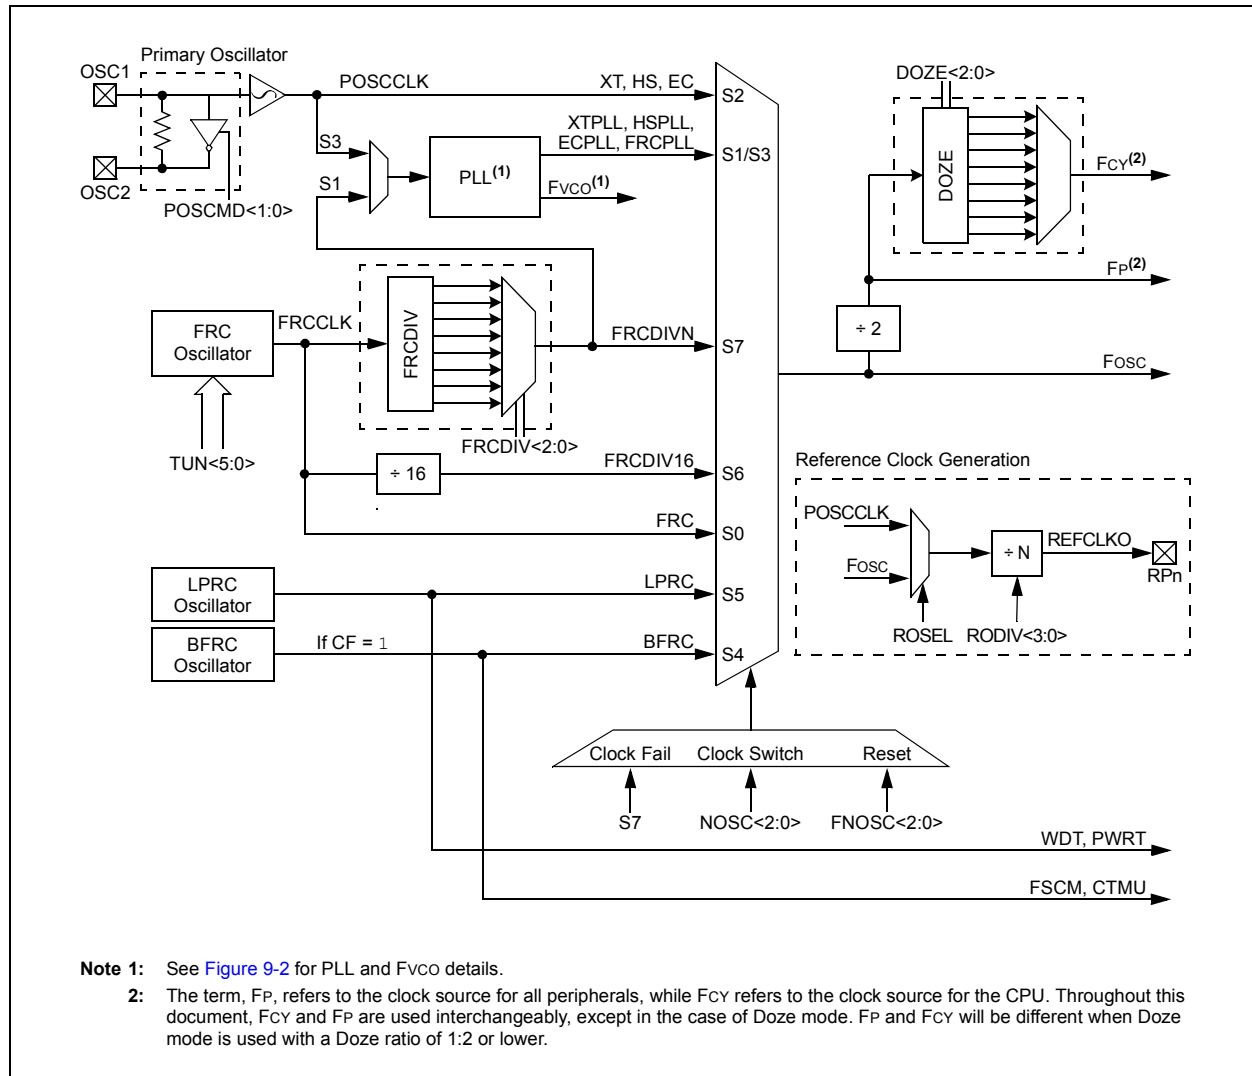 Primary Oscillator
OSC1
OSC2
POSCCLK
POSCMD<1:0>
S3
S1
PLL(1)
XT, HS, EC
XTPLL, HSPLL,
ECPLL, FRCPLL
FVCO(1)
S2
S1/S3
DOZE<2:0>
DOZE
FCY(2)
FP(2)
÷ 2
FOSC
FRC
Oscillator
TUN<5:0>
FRCCLK
FRCDIV
FRCDIV<2:0>
FRCDIVN
S7
÷ 16
FRCDIV16
S6
FRC
S0
LPRC
Oscillator
LPRC
S5
BFRC
Oscillator
If CF = 1
BFRC
S4
Reference Clock Generation
POSCCLK
FOSC
÷ N
REFCLKO
RPn
ROSEL
RODIV<3:0>
Clock Fail
Clock Switch
Reset
S7
NOSC<2:0>
FNOSC<2:0>
WDT, PWRT
FSCM, CTMU
Note 1: See Figure 9-2 for PLL and FVCO details.
2: The term, FP, refers to the clock source for all peripherals, while FCY refers to the clock source for the CPU. Throughout this
document, FCY and FP are used interchangeably, except in the case of Doze mode. FP and FCY will be different when Doze
mode is used with a Doze ratio of 1:2 or lower.